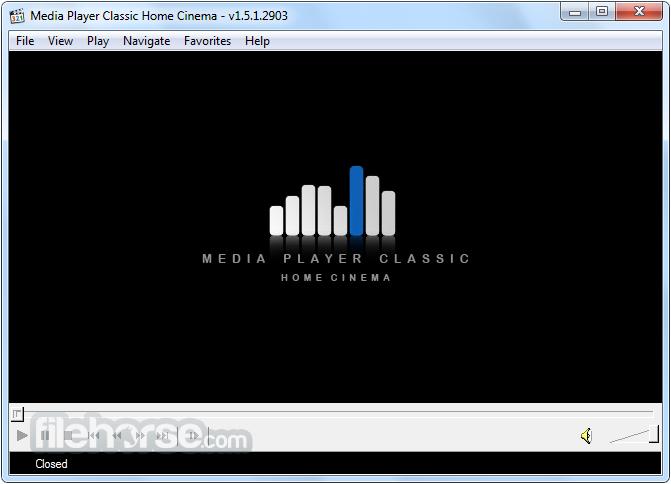 Media Player Classic Home Cinema - v1.5.1.2903
File View Play Navigate Favorites Help
MEDIA PLAYER CLASSIC
HOME CINEMA
filehorse.com
Closed